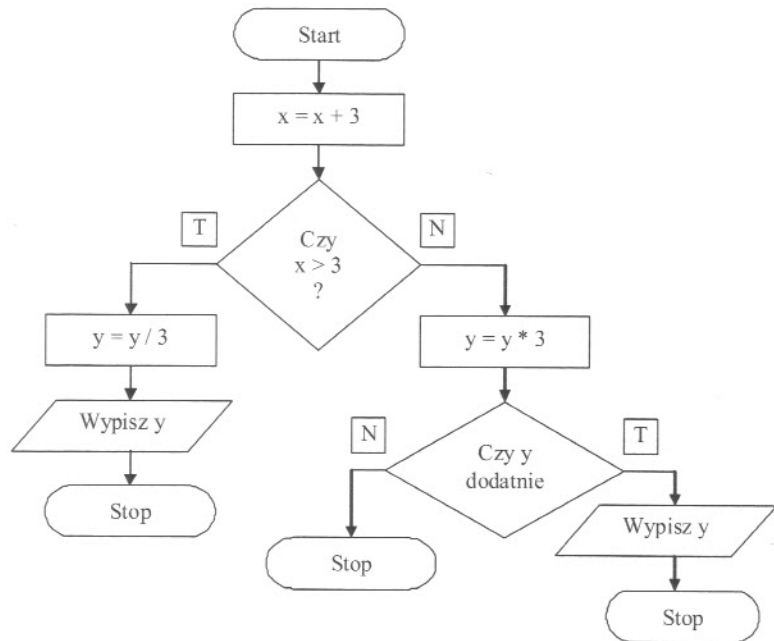 Start
x = x + 3
T
N
Czy
x > 3
?
y = y / 3
y = y * 3
Wypisz y
N
T
Czy y
dodatnie
Stop
Wypisz y
Stop
Stop